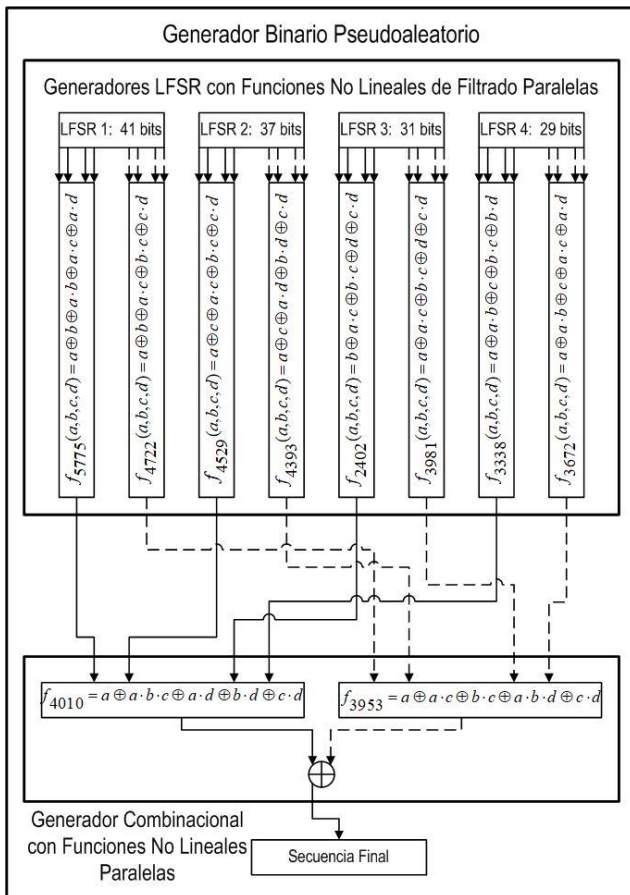 Generador Binario Pseudoaleatorio
Generadores LFSR con Funciones No Lineales de Filtrado Paralelas
LFSR 1: 41 bits
LFSR 2: 37 bits
LFSR 3: 31 bits
LFSR 4: 29 bits
f5775(a,b,c,d)=a⊕b⊕a·b⊕a·c⊕a·d
f4722(a,b,c,d)=a⊕b⊕a·c⊕b·c⊕c·d
f4529(a,b,c,d)=a⊕c⊕a·c⊕b·c⊕c·d
f4393(a,b,c,d)=a⊕c⊕a·d⊕b·d⊕c·d
f2402(a,b,c,d)=b⊕a·c⊕b·c⊕d⊕c·d
f3981(a,b,c,d)=a⊕a·c⊕b·c⊕d⊕c·d
f3338(a,b,c,d)=a⊕a·b⊕c⊕b·c⊕b·d
f3672(a,b,c,d)=a⊕a·b⊕c⊕a·c⊕a·d
f4010=a⊕a·b·c⊕a·d⊕b·d⊕c·d
f3953=a⊕a·c⊕b·c⊕a·b·d⊕c·d
Generador Combinacional
con Funciones No Lineales
Paralelas
Secuencia Final